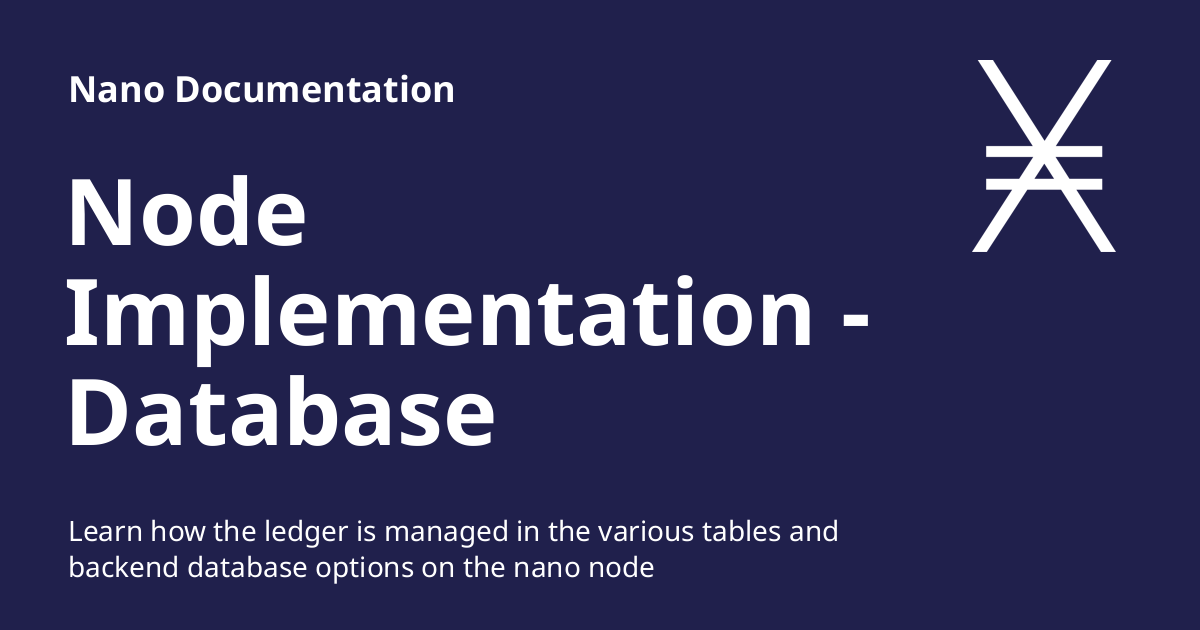 Nano Documentation
Node
Implementation -
Database
Learn how the ledger is managed in the various tables and
backend database options on the nano node